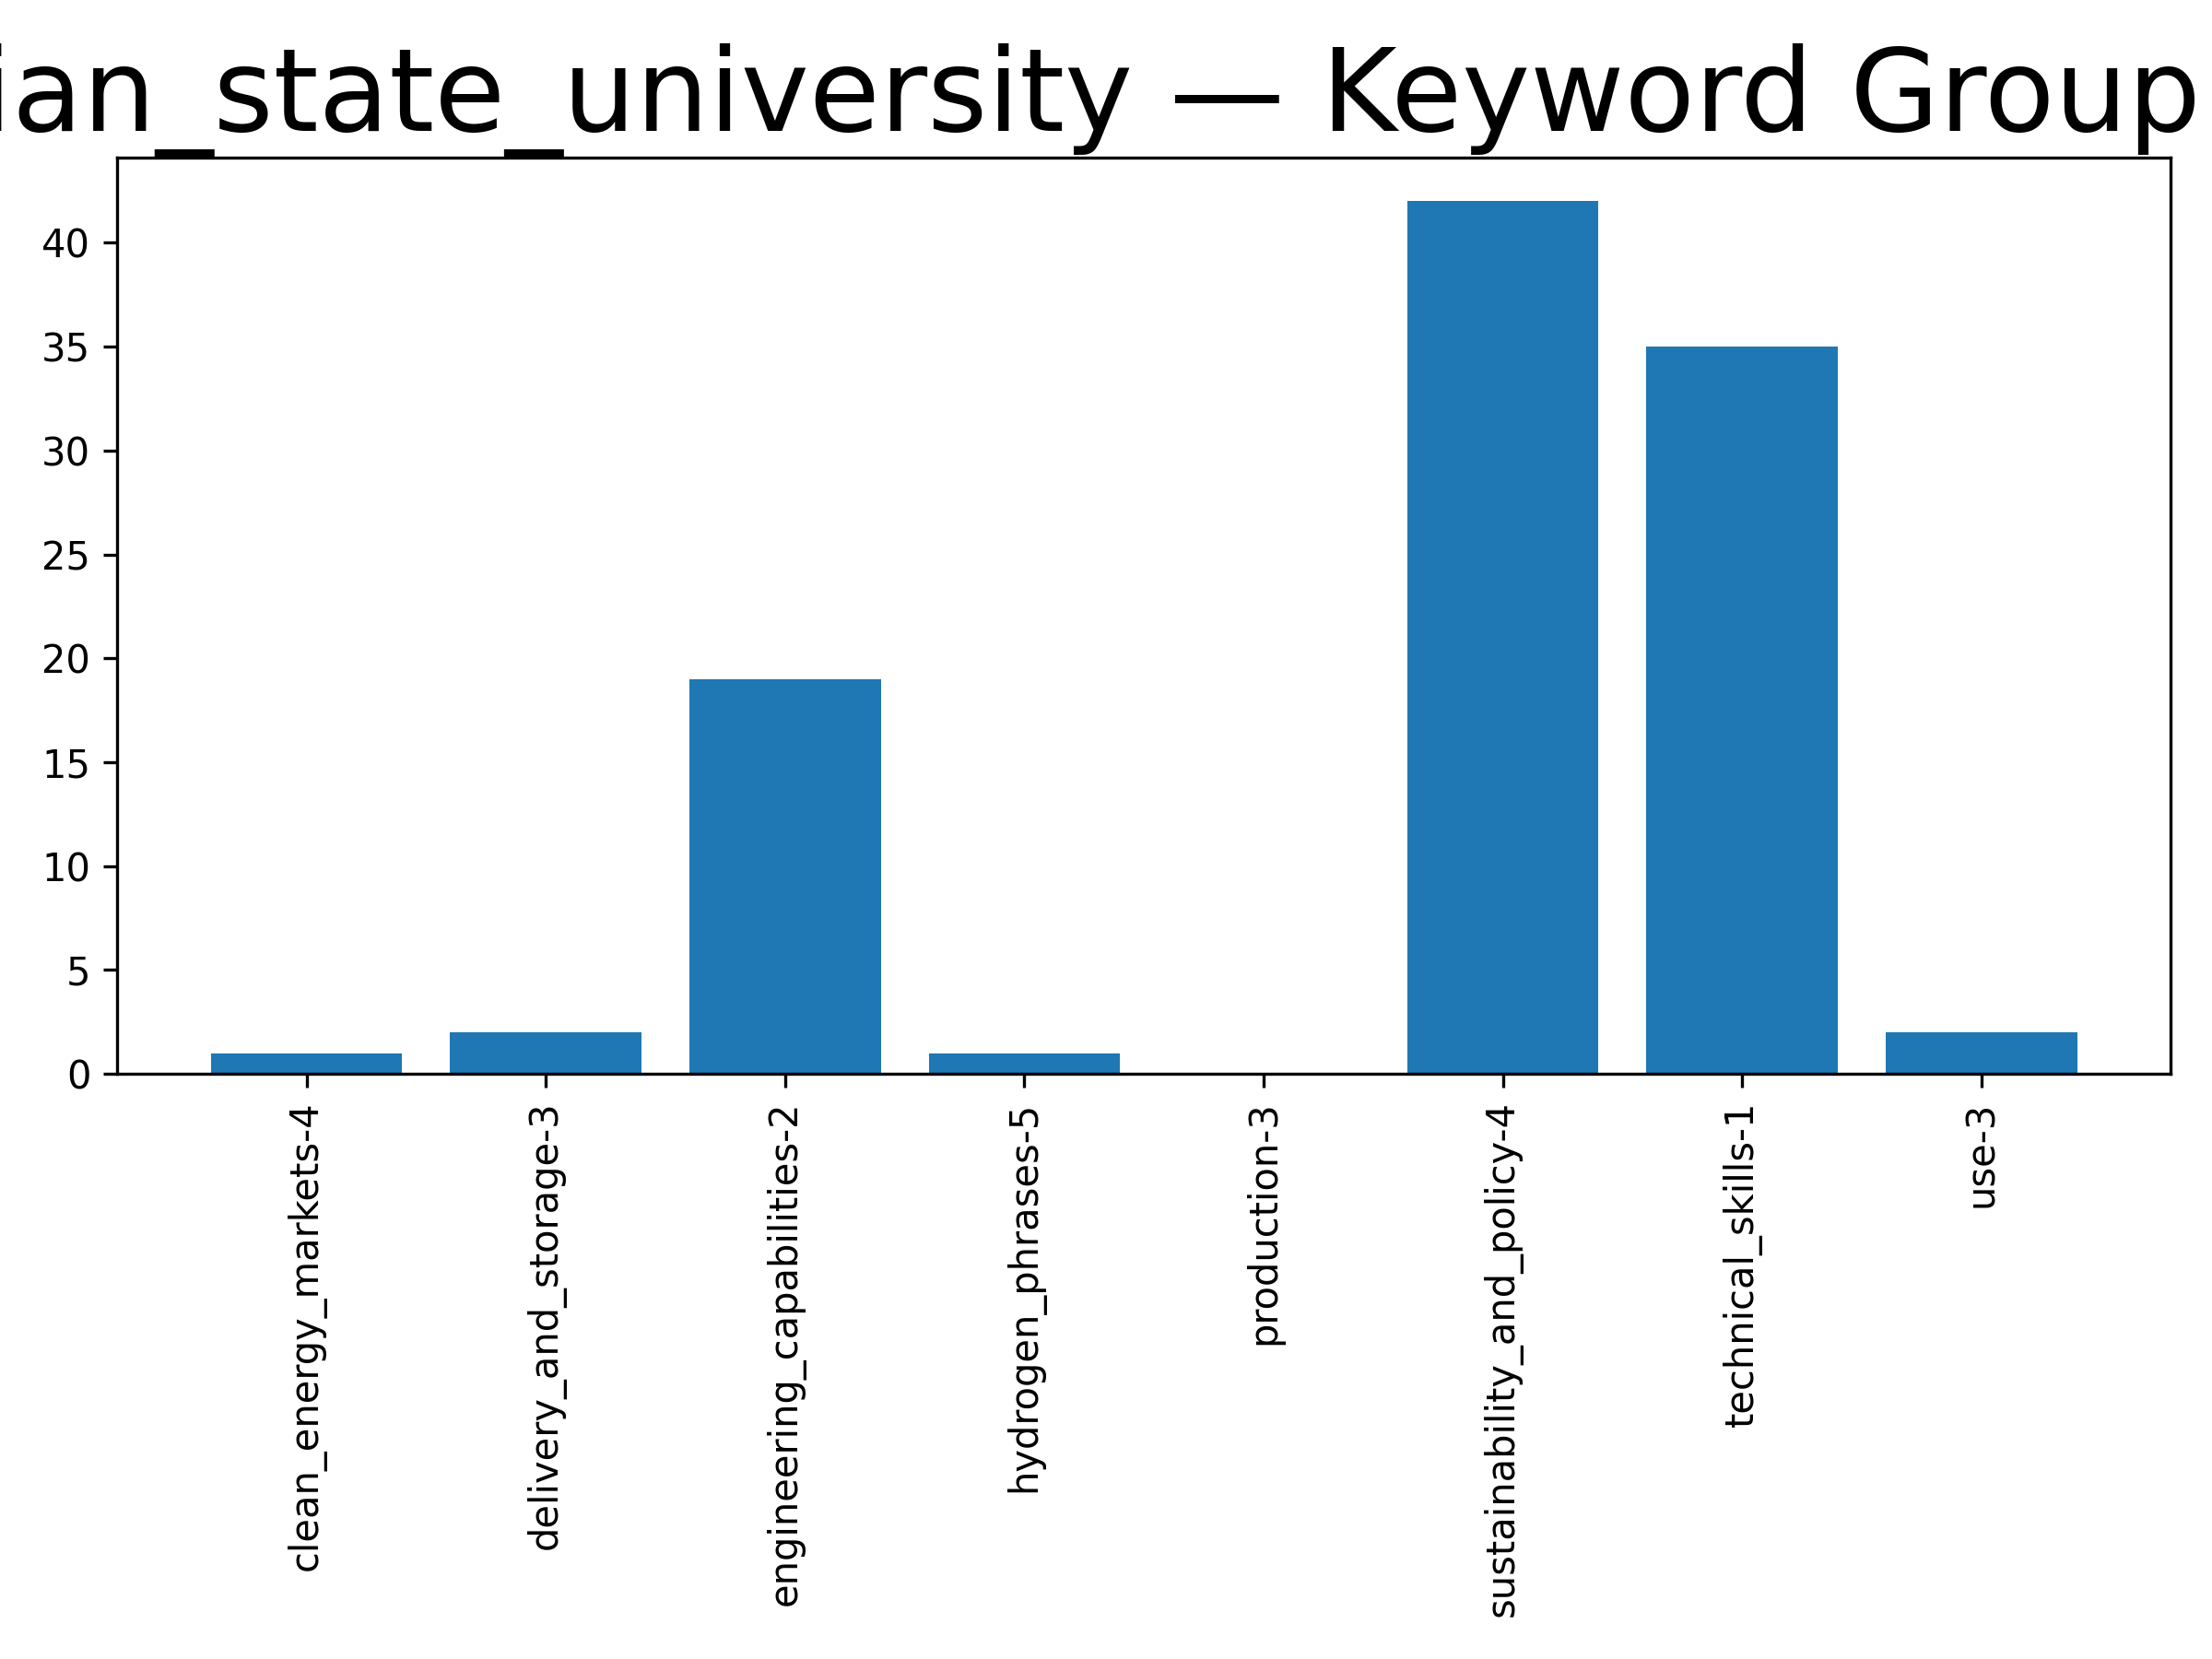 ian_state_university — Keyword Group
40
35
30
25
20
15
10
5
0
clean_energy_markets-4
delivery_and_storage-3
engineering_capabilities-2
hydrogen_phrases-5
production-3
sustainability_and_policy-4
technical_skills-1
use-3